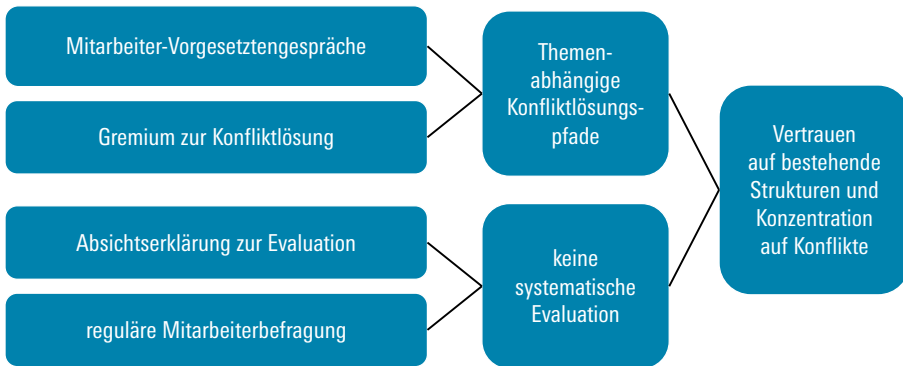 Mitarbeiter-Vorgesetztengespräche
Gremium zur Konfliktlösung
Absichtserklärung zur Evaluation
reguläre Mitarbeiterbefragung
Themen-
abhängige
Konfliktlösungs-
pfade
keine
systematische
Evaluation
Vertrauen
auf bestehende
Strukturen und
Konzentration
auf Konflikte